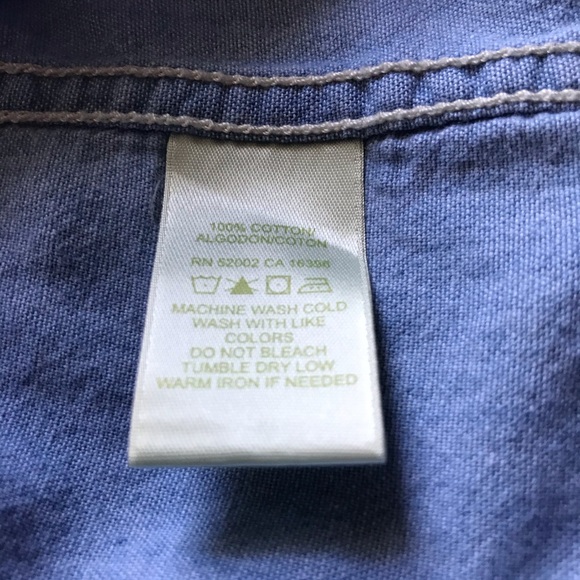 100% COTTON/
ALGODON/COTON
RN 52002 CA 16396
MACHINE WASH COLD
WASH WITH LIKE
COLORS
DO NOT BLEACH
TUMBLE DRY LOW
WARM IRON IF NEEDED